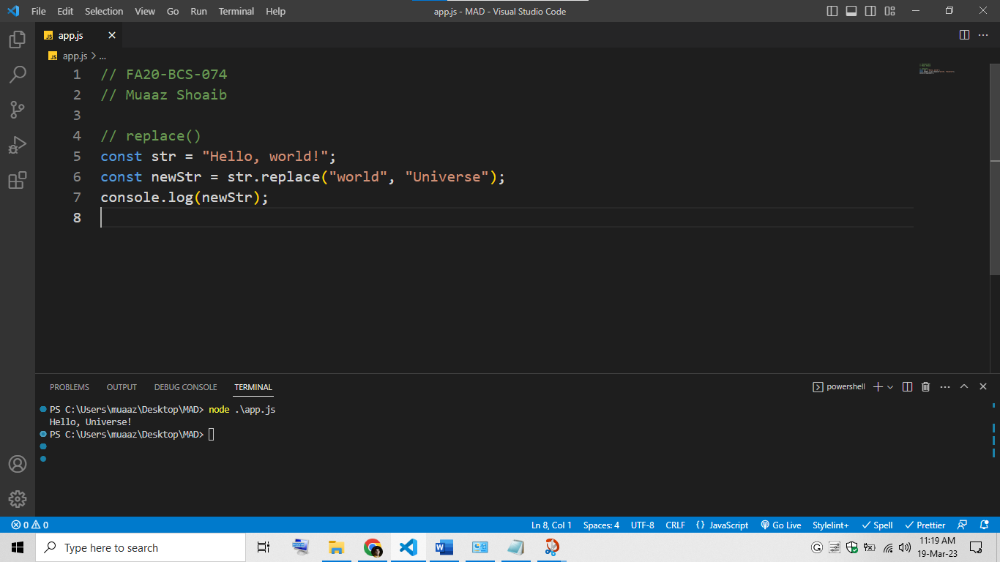 File Edit Selection View Go Run Terminal Help
app.js - MAD - Visual Studio Code
JS app.js
JS app.js > ...
1 // FA20-BCS-074
2 // Muaaz Shoaib
3
4 // replace()
5 const str = "Hello, world!";
6 const newStr = str.replace("world", "Universe");
7 console.log(newStr);
8
PROBLEMS OUTPUT DEBUG CONSOLE TERMINAL
powershell
PS C:\Users\muaaz\Desktop\MAD> node .\app.js
Hello, Universe!
PS C:\Users\muaaz\Desktop\MAD>
0 0 Ln 8, Col 1 Spaces: 4 UTF-8 CRLF {} JavaScript Go Live Stylelint+ Spell Prettier
Type here to search
11:19 AM
19-Mar-23